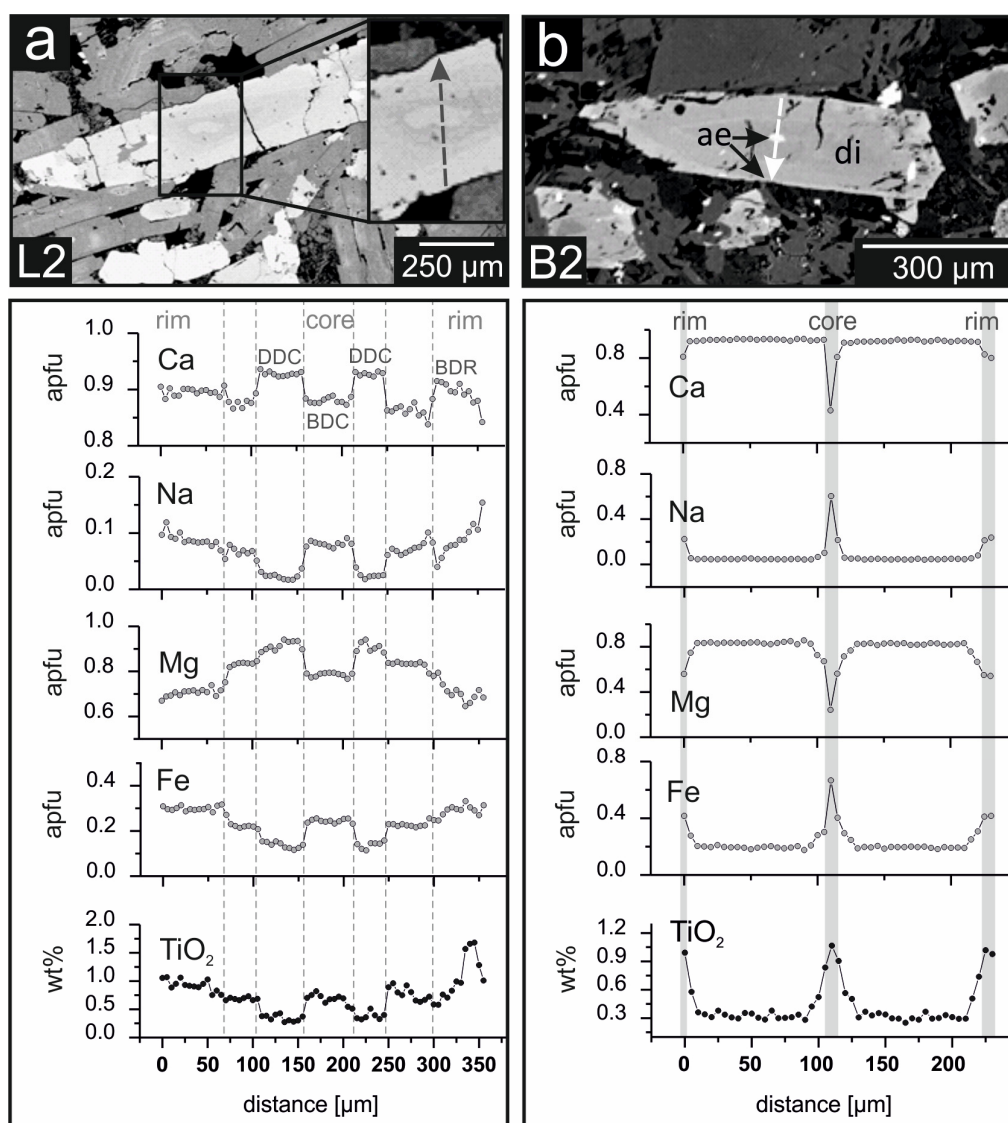 a
L2
250 µm
b
ae
di
B2
300 µm
rim core rim
Ca
DDC DDC
BDR
BDC
apfu
1.0
0.9
0.8
Na
apfu
0.2
0.1
0.0
Mg
apfu
1.0
0.8
0.6
Fe
apfu
0.4
0.2
0.0
TiO2
wt%
2.0
1.5
1.0
0.5
0.0
0 50 100 150 200 250 300 350
distance [µm]
rim core rim
Ca
apfu
0.8
0.4
Na
apfu
0.8
0.4
0.0
Mg
apfu
0.8
0.4
0.0
Fe
apfu
0.8
0.4
0.0
TiO2
wt%
1.2
0.9
0.6
0.3
0 50 100 150 200
distance [µm]